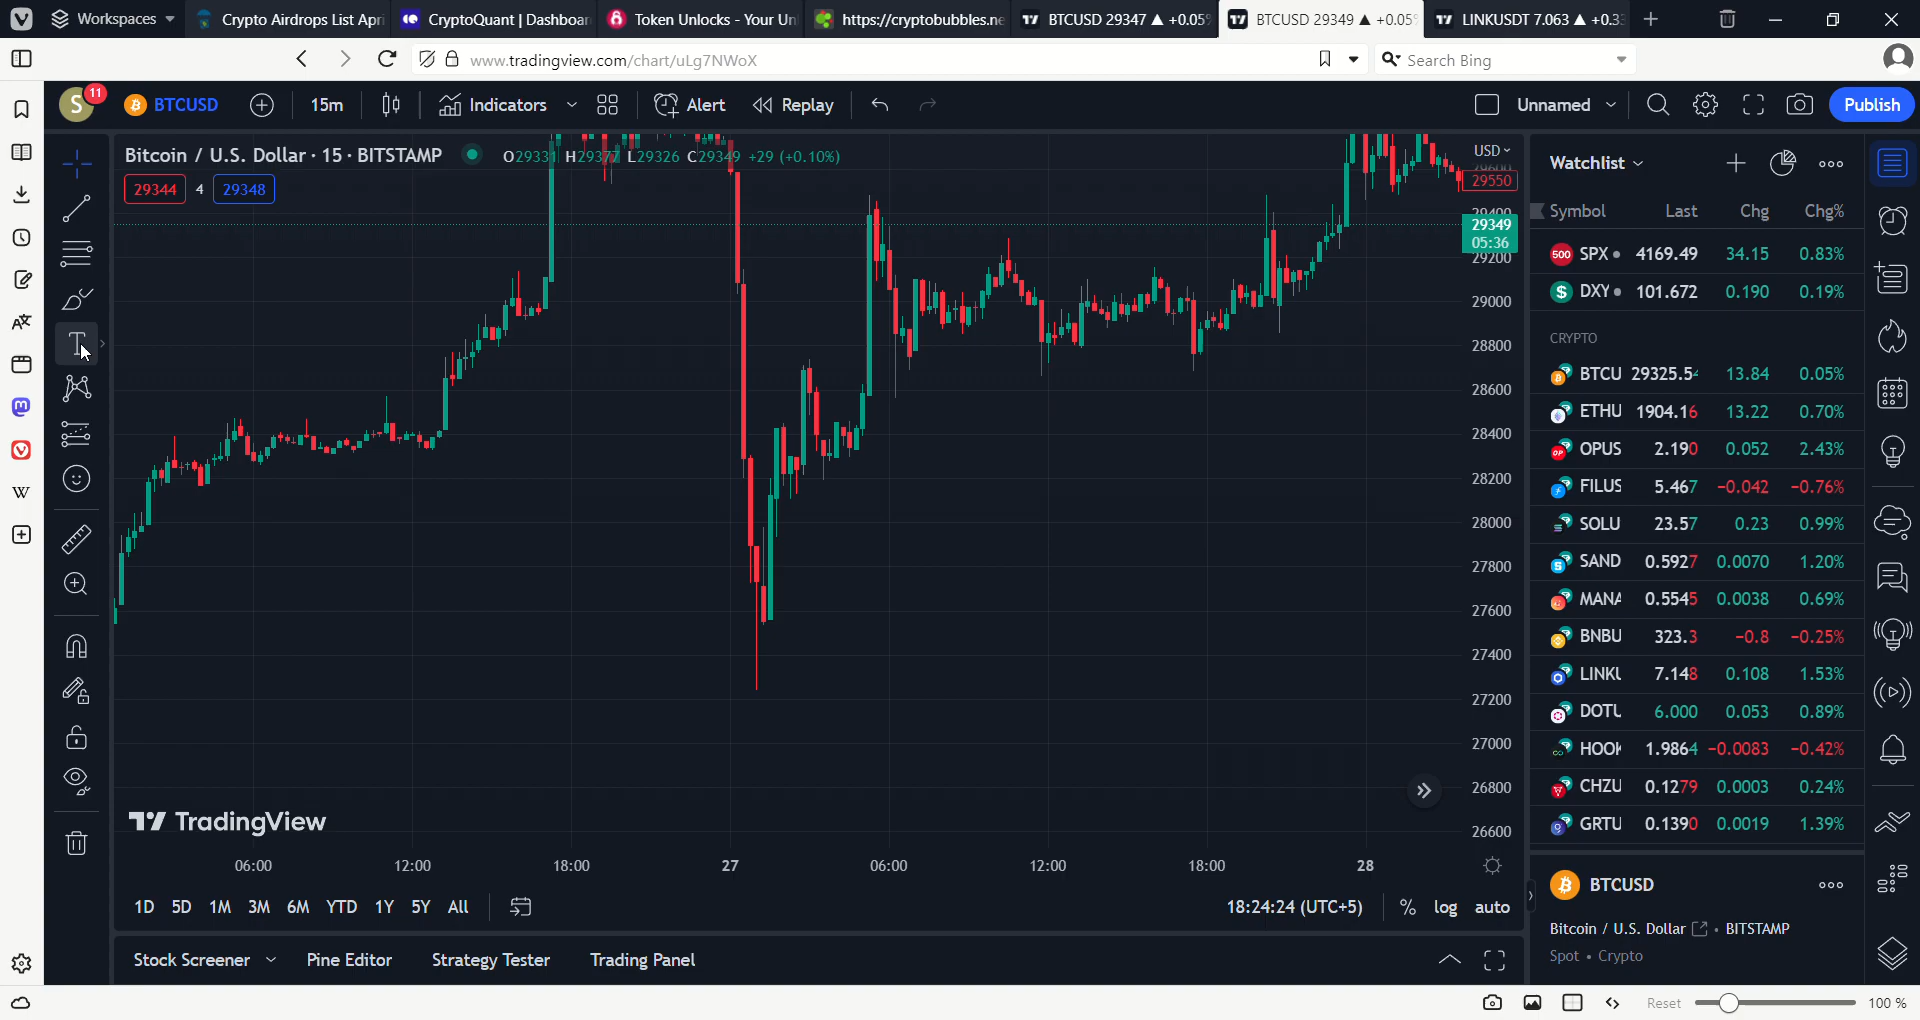 Workspaces
Crypto Airdrops List Apri
CryptoQuant | Dashboar
Token Unlocks - Your Un
https://cryptobubbles.ne
BTCUSD 29347 ▲ +0.05%
BTCUSD 29349 ▲ +0.05%
LINKUSDT 7.063 ▲ +0.3
www.tradingview.com/chart/uLg7NWoX
Search Bing
S 11 BTCUSD 15m Indicators Alert Replay Unnamed Publish
Bitcoin / U.S. Dollar · 15 · BITSTAMP
O29331 H29377 L29326 C29349 +29 (+0.10%)
29344 4 29348
USD
29550
29400
29349
05:36
29200
29000
28800
28600
28400
28200
28000
27800
27600
27400
27200
27000
26800
26600
TradingView
06:00 12:00 18:00 27 06:00 12:00 18:00 28
1D 5D 1M 3M 6M YTD 1Y 5Y All
18:24:24 (UTC+5) % log auto
Stock Screener Pine Editor Strategy Tester Trading Panel
Watchlist
Symbol Last Chg Chg%
500 SPX 4169.49 34.15 0.83%
$ DXY 101.672 0.190 0.19%
CRYPTO
BTCU 29325.54 13.84 0.05%
ETHU 1904.16 13.22 0.70%
OPUS 2.190 0.052 2.43%
FILUS 5.467 -0.042 -0.76%
SOLU 23.57 0.23 0.99%
SAND 0.5927 0.0070 1.20%
MANA 0.5545 0.0038 0.69%
BNBU 323.3 -0.8 -0.25%
LINKU 7.148 0.108 1.53%
DOTU 6.000 0.053 0.89%
HOOK 1.9864 -0.0083 -0.42%
CHZU 0.1279 0.0003 0.24%
GRTU 0.1390 0.0019 1.39%
BTCUSD
Bitcoin / U.S. Dollar • BITSTAMP
Spot • Crypto
Reset 100 %